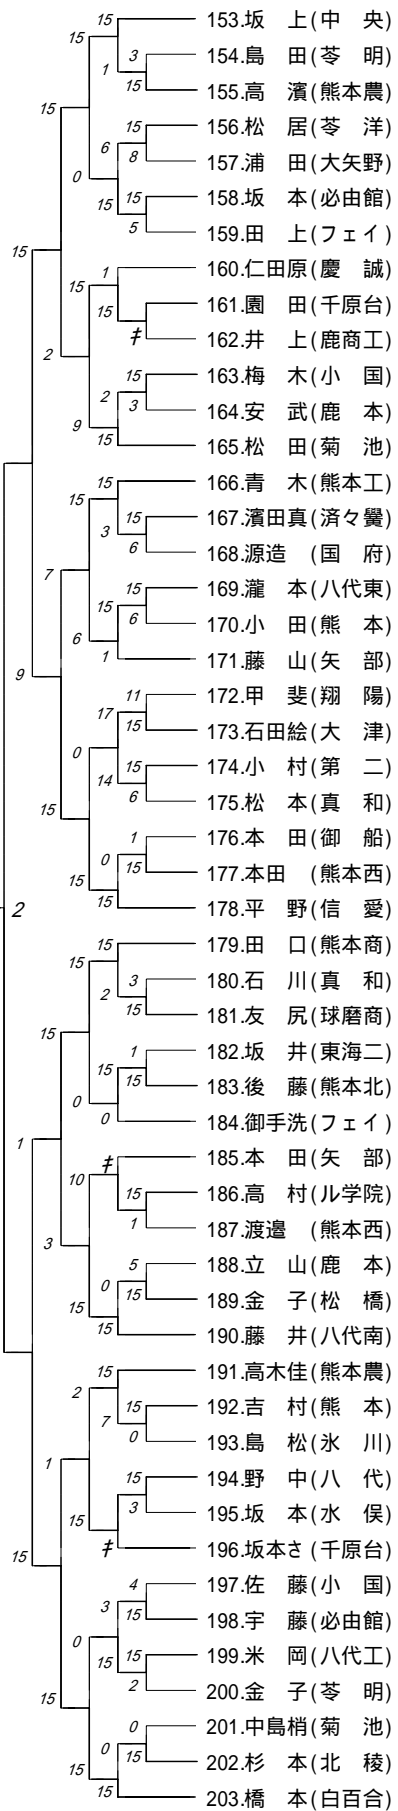 153.坂　上(中　央)
154.島　田(苓　明)
155.高　濱(熊本農)
156.松　居(苓　洋)
157.浦　田(大矢野)
158.坂　本(必由館)
159.田　上(フェイ)
160.仁田原(慶　誠)
161.園　田(千原台)
162.井　上(鹿商工)
163.梅　木(小　国)
164.安　武(鹿　本)
165.松　田(菊　池)
166.青　木(熊本工)
167.濱田真(済々黌)
168.源造　(国　府)
169.瀧　本(八代東)
170.小　田(熊　本)
171.藤　山(矢　部)
172.甲　斐(翔　陽)
173.石田絵(大　津)
174.小　村(第　二)
175.松　本(真　和)
176.本　田(御　船)
177.本田　(熊本西)
178.平　野(信　愛)
179.田　口(熊本商)
180.石　川(真　和)
181.友　尻(球磨商)
182.坂　井(東海二)
183.後　藤(熊本北)
184.御手洗(フェイ)
185.本　田(矢　部)
186.高　村(ル学院)
187.渡邉　(熊本西)
188.立　山(鹿　本)
189.金　子(松　橋)
190.藤　井(八代南)
191.高木佳(熊本農)
192.吉　村(熊　本)
193.島　松(氷　川)
194.野　中(八　代)
195.坂　本(水　俣)
196.坂本さ(千原台)
197.佐　藤(小　国)
198.宇　藤(必由館)
199.米　岡(八代工)
200.金　子(苓　明)
201.中島梢(菊　池)
202.杉　本(北　稜)
203.橋　本(白百合)